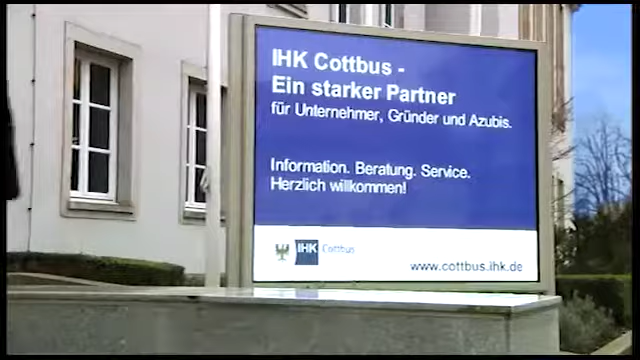 IHK Cottbus -
Ein starker Partner
für Unternehmer, Gründer und Azubis.
Information. Beratung. Service.
Herzlich willkommen!
IHK Cottbus
www.cottbus.ihk.de